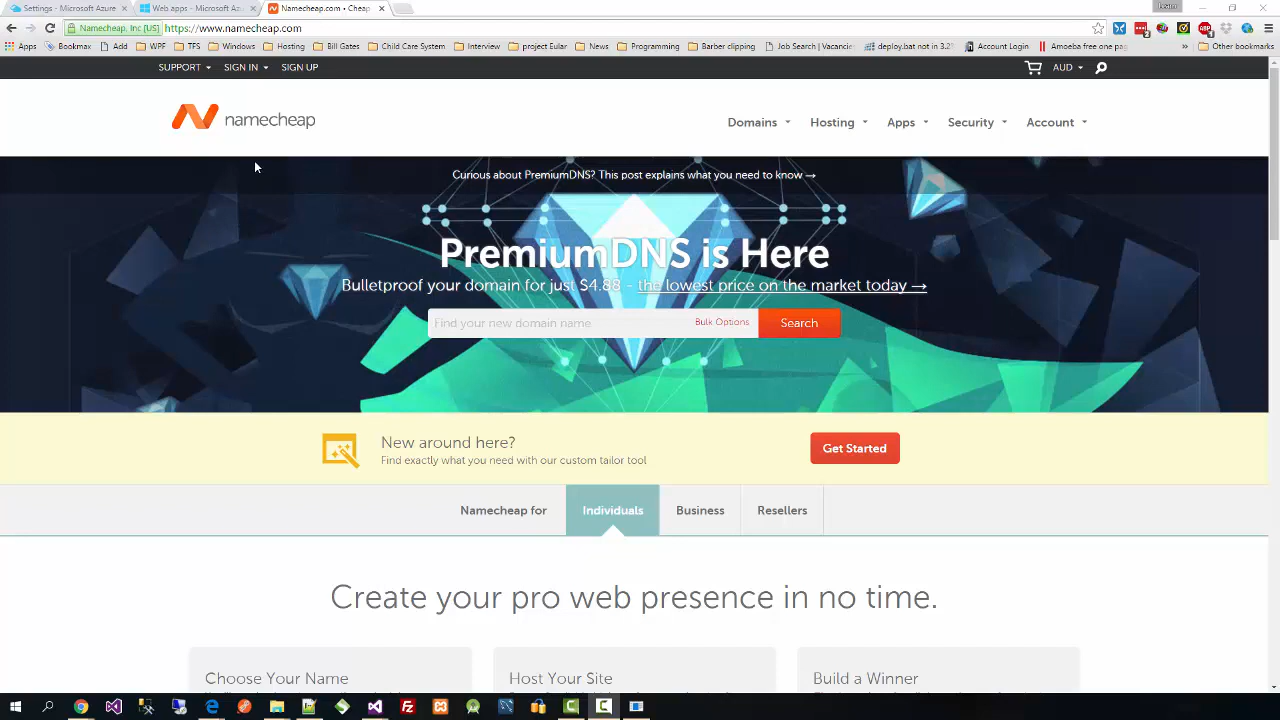 Settings - Microsoft Azure
Web apps - Microsoft Az
Namecheap.com • Cheap
Namecheap, Inc [US]
https://www.namecheap.com
Apps
Bookmax
Add
WPF
TFS
Windows
Hosting
Bill Gates
Child Care System
Interview
project Eular
News
Programming
Barber clipping
Job Search | Vacancie
deploy.bat not in 3.2
Account Login
Amoeba free one pag
»
Other bookmarks
SUPPORT
SIGN IN
SIGN UP
AUD
namecheap
Domains
Hosting
Apps
Security
Account
Curious about PremiumDNS? This post explains what you need to know →
PremiumDNS is Here
Bulletproof your domain for just $4.88 - the lowest price on the market today →
Find your new domain name
Bulk Options
Search
New around here?
Find exactly what you need with our custom tailor tool
Get Started
Namecheap for
Individuals
Business
Resellers
Create your pro web presence in no time.
Choose Your Name
Host Your Site
Build a Winner